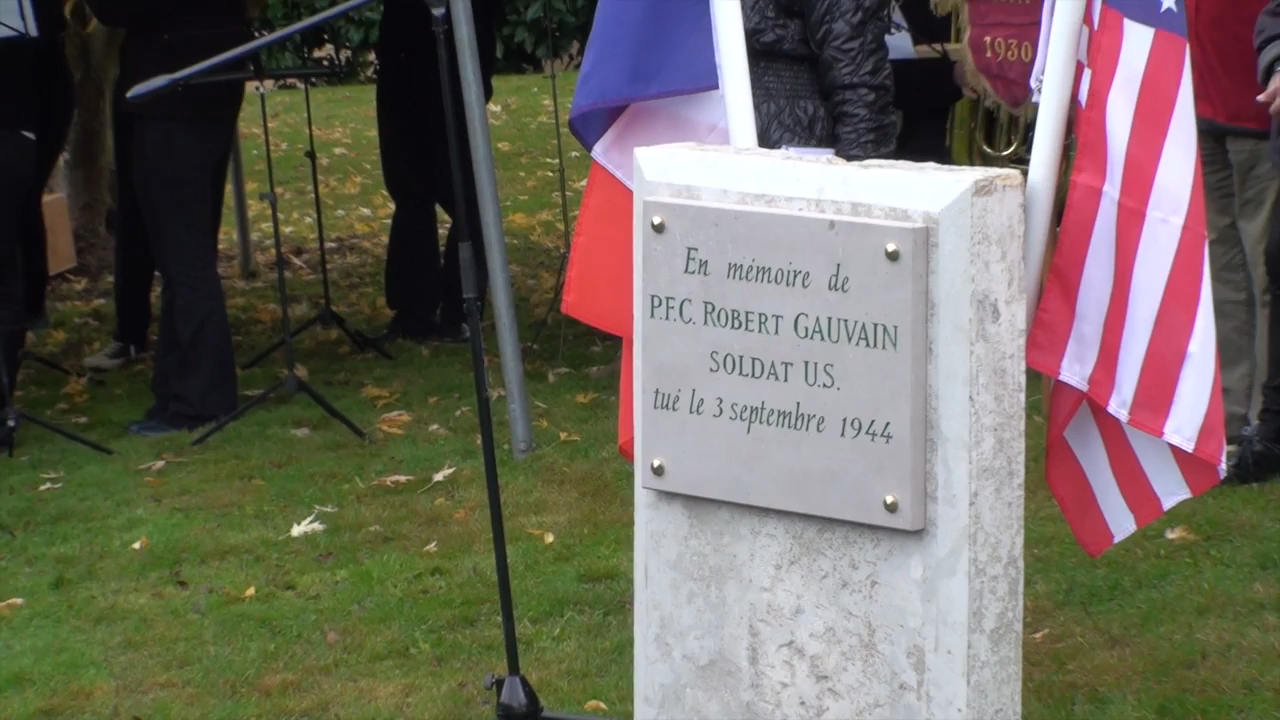 1930
En mémoire de
P.F.C. ROBERT GAUVAIN
SOLDAT U.S.
tué le 3 septembre 1944